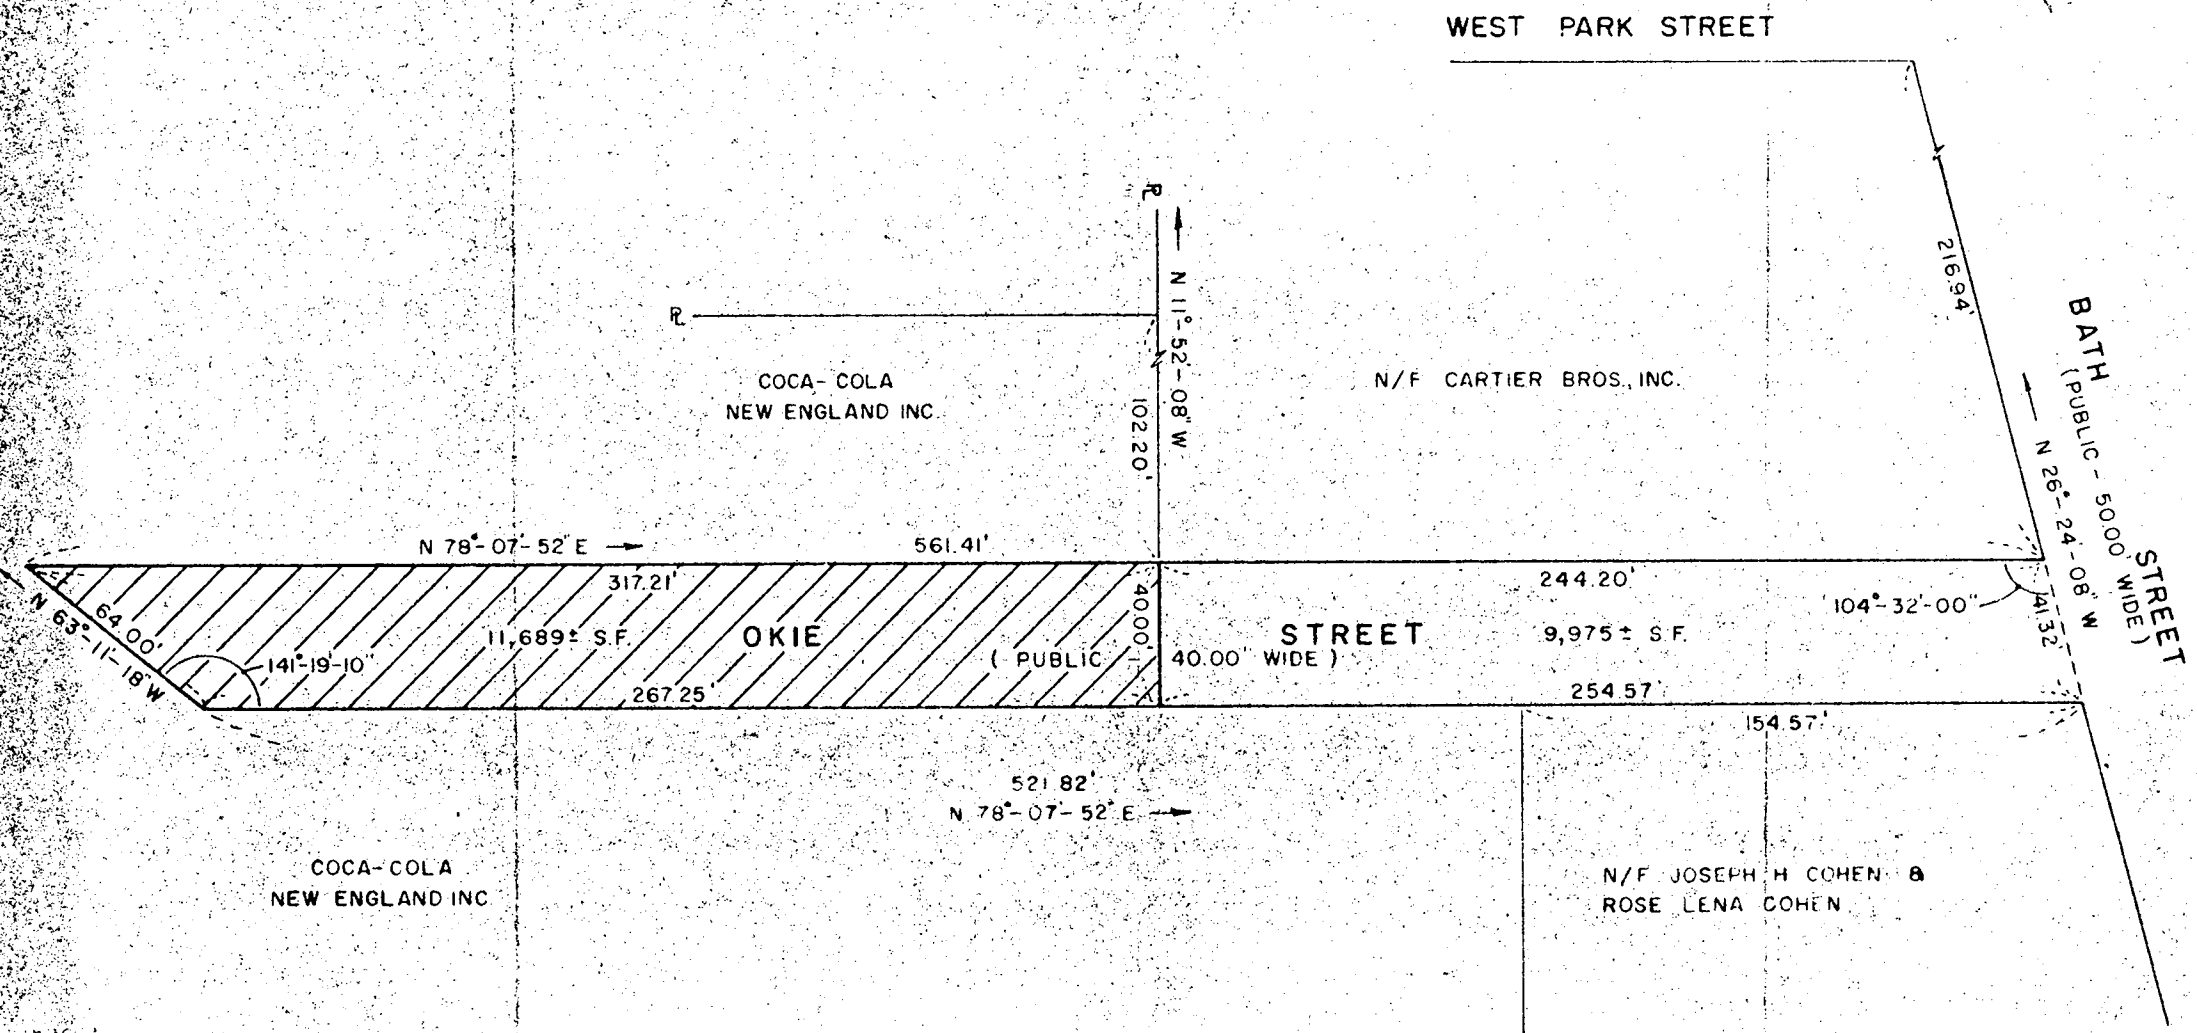 WEST PARK STREET
PL
N 11°-52'-08" W
PL
216.94'
BATH STREET
(PUBLIC - 50.00' WIDE)
COCA-COLA
NEW ENGLAND INC.
N/F CARTIER BROS., INC.
102.20'
N 26°-24'-08" W
N 78°-07'-52" E
561.41'
317.21'
244.20'
40.00'
104°-32'-00"
41.32'
64.00'
N 63°-11'-18" W
11,689± S.F.
OKIE STREET
9,975± S.F.
141°-19'-10"
( PUBLIC - 40.00' WIDE )
267.25'
254.57'
154.57'
521.82'
N 78°-07'-52" E
COCA-COLA
NEW ENGLAND INC
N/F JOSEPH H COHEN &
ROSE LENA COHEN